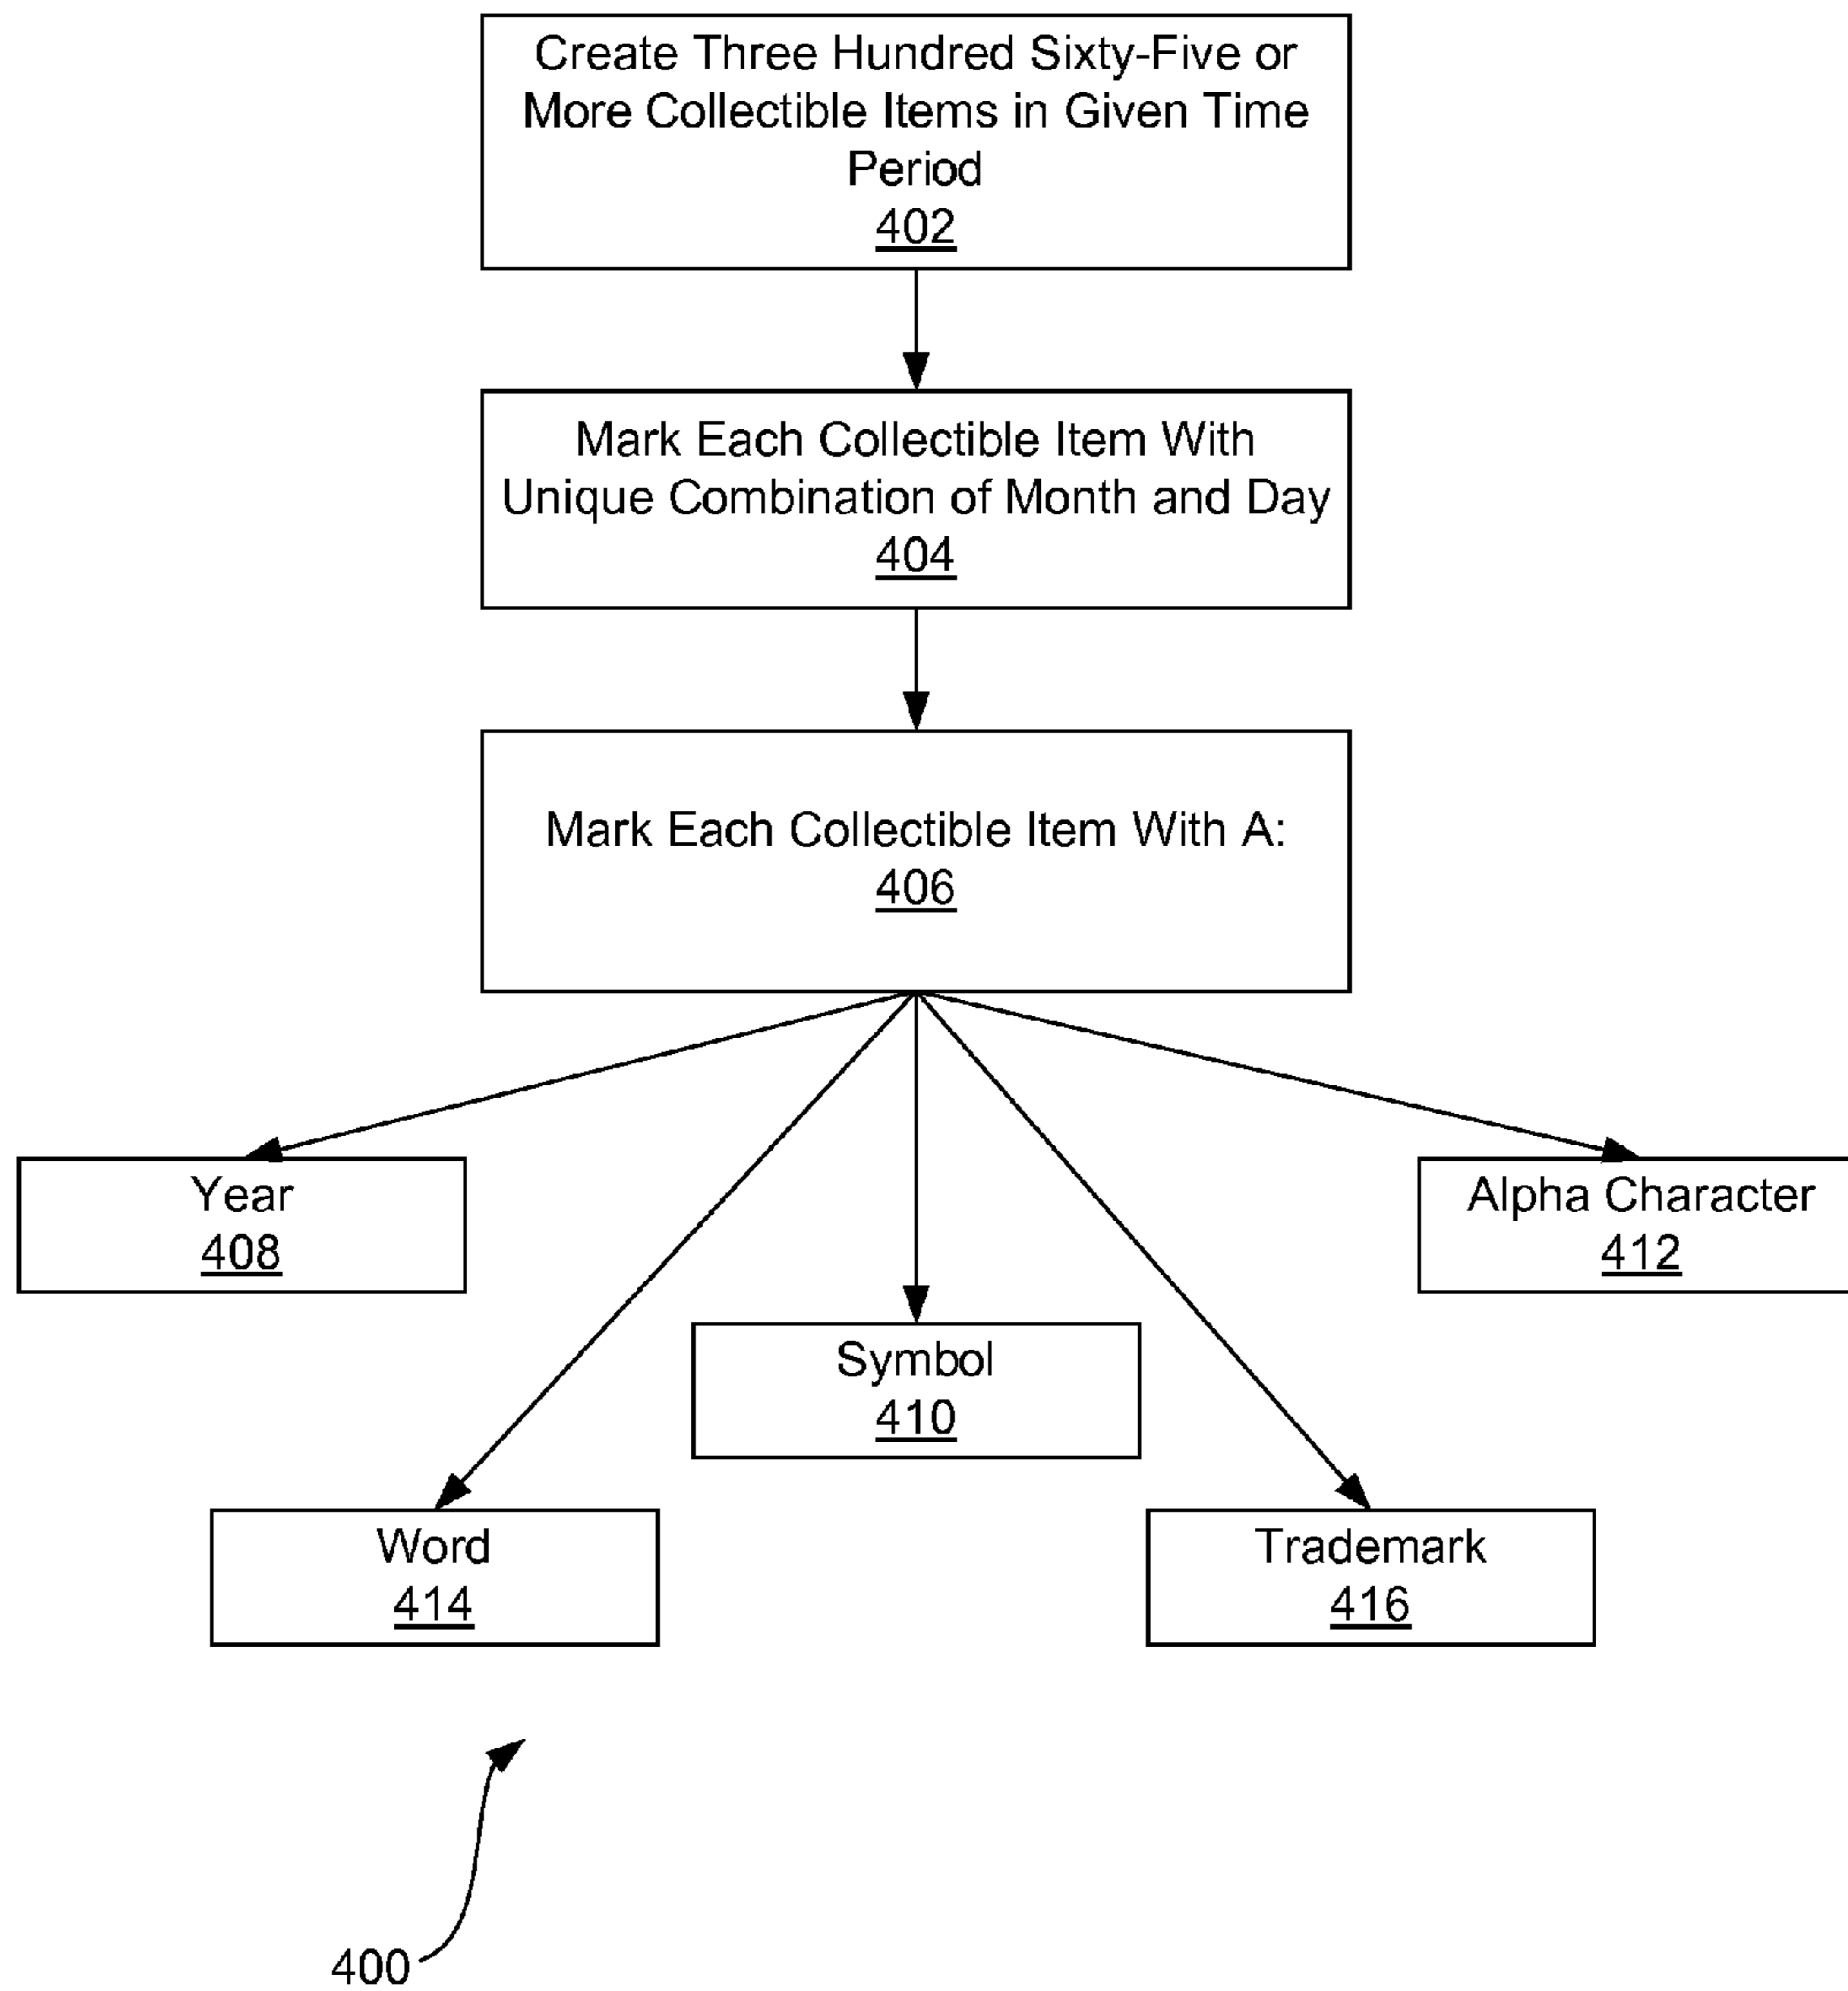 Create Three Hundred Sixty-Five or
More Collectible Items in Given Time
Period
402
Mark Each Collectible Item With
Unique Combination of Month and Day
404
Mark Each Collectible Item With A:
406
Year
408
Alpha Character
412
Symbol
410
Word
414
Trademark
416
400